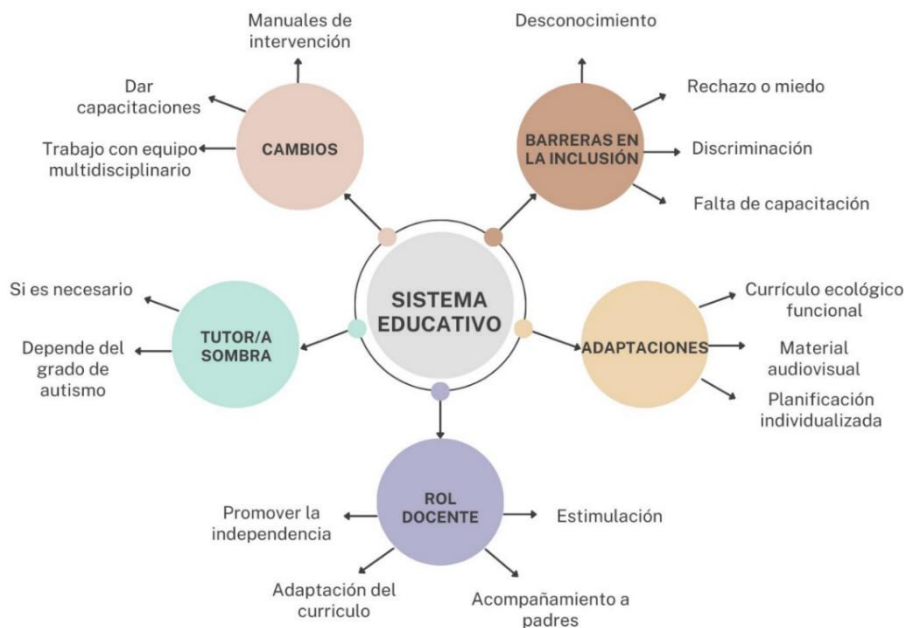 Manuales de
intervención
Dar
capacitaciones
Trabajo con equipo
multidisciplinario
CAMBIOS
Desconocimiento
Rechazo o miedo
Discriminación
Falta de capacitación
BARRERAS EN
LA INCLUSIÓN
SISTEMA
EDUCATIVO
Si es necesario
Depende del
grado de
autismo
TUTOR/A
SOMBRA
Currículo ecológico
funcional
Material
audiovisual
Planificación
individualizada
ADAPTACIONES
ROL
DOCENTE
Promover la
independencia
Adaptación del
curriculo
Acompañamiento a
padres
Estimulación